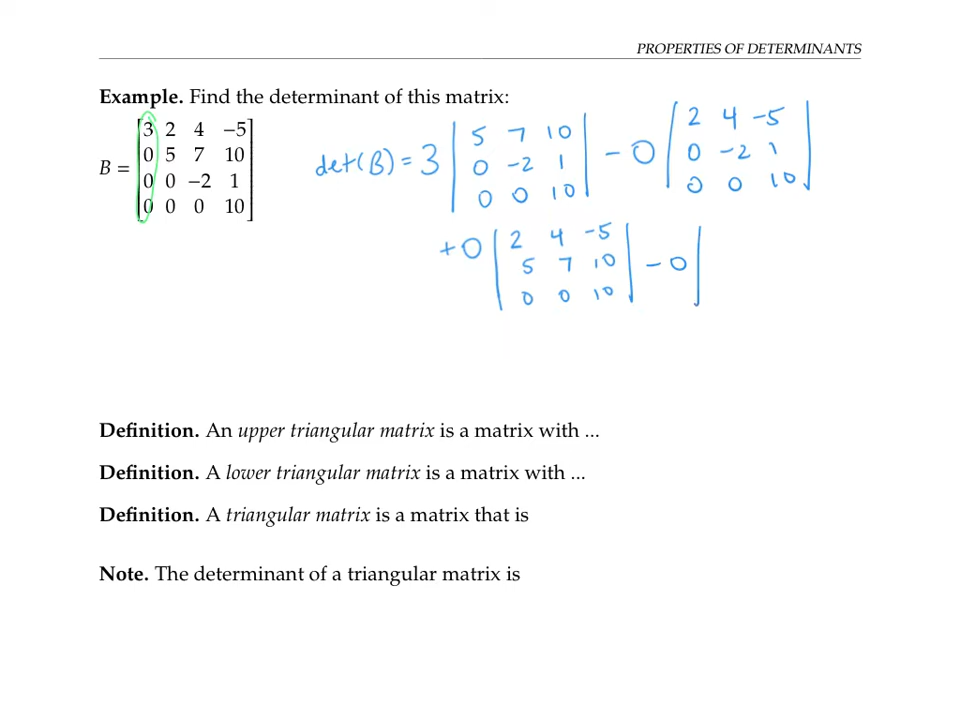 PROPERTIES OF DETERMINANTS
Example. Find the determinant of this matrix:
B = [3 2 4 −5
0 5 7 10
0 0 −2 1
0 0 0 10]
det(B) = 3 |5 7 10
0 -2 1
0 0 10| - 0 |2 4 -5
0 -2 1
0 0 10|
+ 0 |2 4 -5
5 7 10
0 0 10| - 0 |
Definition. An upper triangular matrix is a matrix with ...
Definition. A lower triangular matrix is a matrix with ...
Definition. A triangular matrix is a matrix that is
Note. The determinant of a triangular matrix is